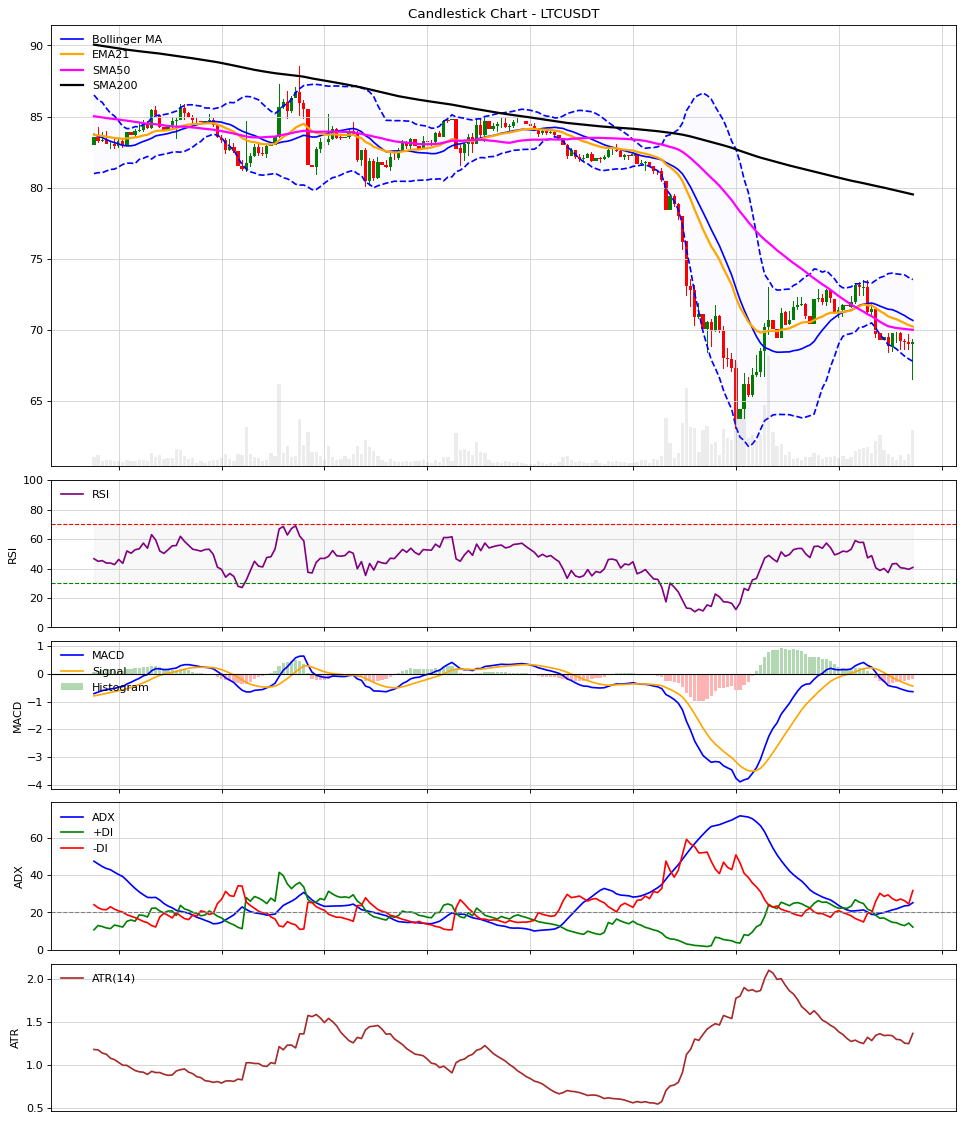 Candlestick Chart - LTCUSDT
Bollinger MA
EMA21
SMA50
SMA200
90
85
80
75
70
65
RSI
RSI
100
80
60
40
20
0
MACD
Signal
Histogram
MACD
1
0
−1
−2
−3
−4
ADX
+DI
-DI
ADX
60
40
20
0
ATR(14)
ATR
2.0
1.5
1.0
0.5